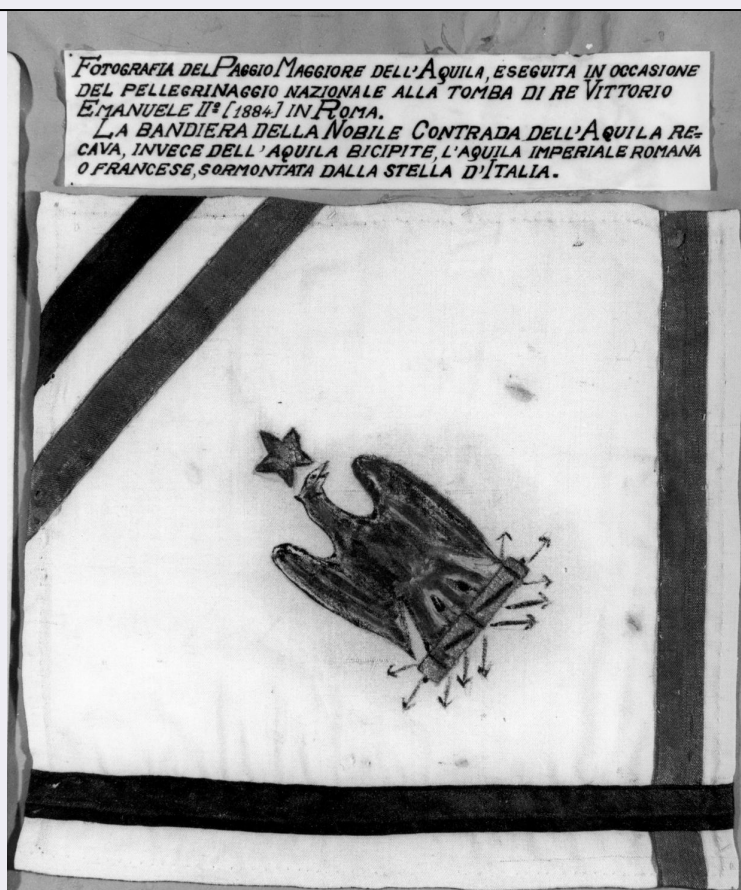 FOTOGRAFIA DEL PAGGIO MAGGIORE DELL'AQUILA, ESEGUITA IN OCCASIONE
DEL PELLEGRINAGGIO NAZIONALE ALLA TOMBA DI RE VITTORIO
EMANUELE IIº [1884] IN ROMA.
LA BANDIERA DELLA NOBILE CONTRADA DELL'AQUILA RE-
CAVA, INVECE DELL'AQUILA BICIPITE, L'AQUILA IMPERIALE ROMANA
O FRANCESE, SORMONTATA DALLA STELLA D'ITALIA.